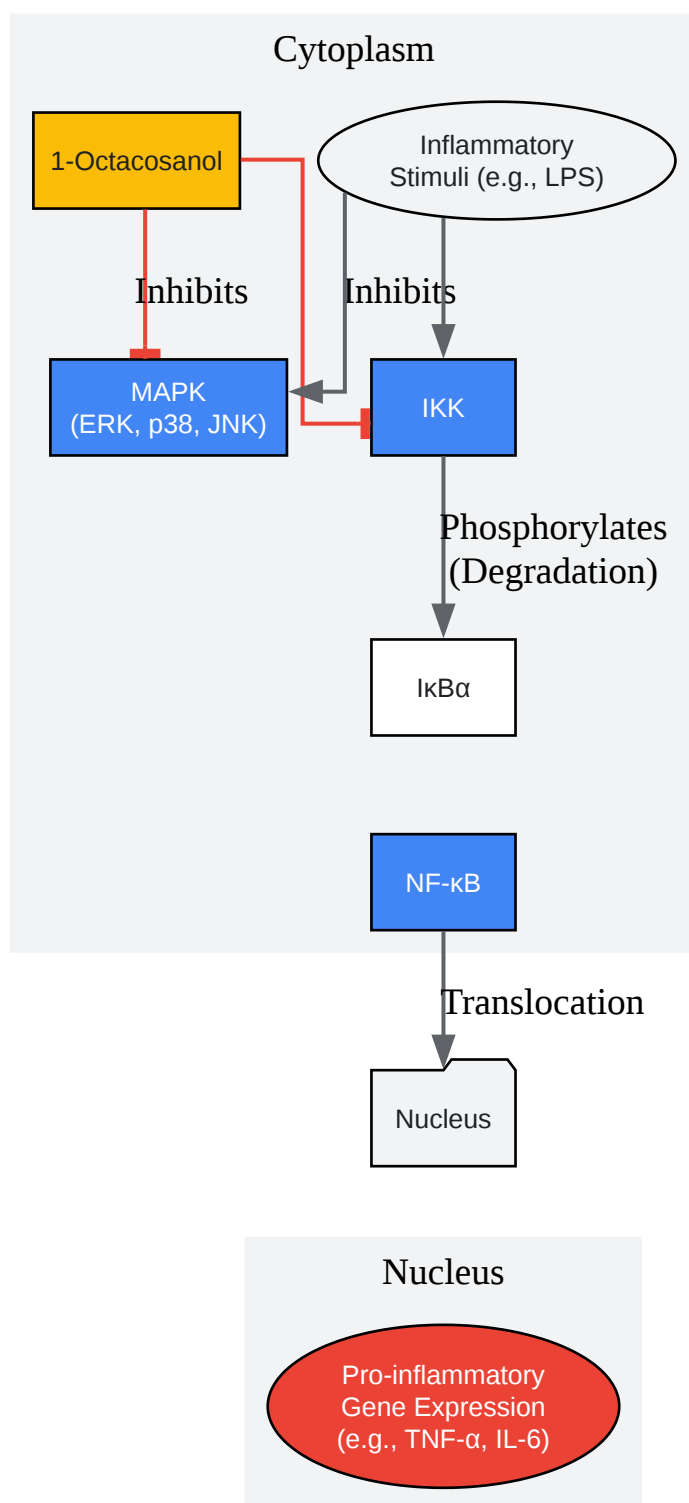 Cytoplasm
1-Octacosanol
Inflammatory
Stimuli (e.g., LPS)
Inhibits
Inhibits
MAPK
(ERK, p38, JNK)
IKK
Phosphorylates
(Degradation)
IκBα
NF-κB
Translocation
Nucleus
Nucleus
Pro-inflammatory
Gene Expression
(e.g., TNF-α, IL-6)